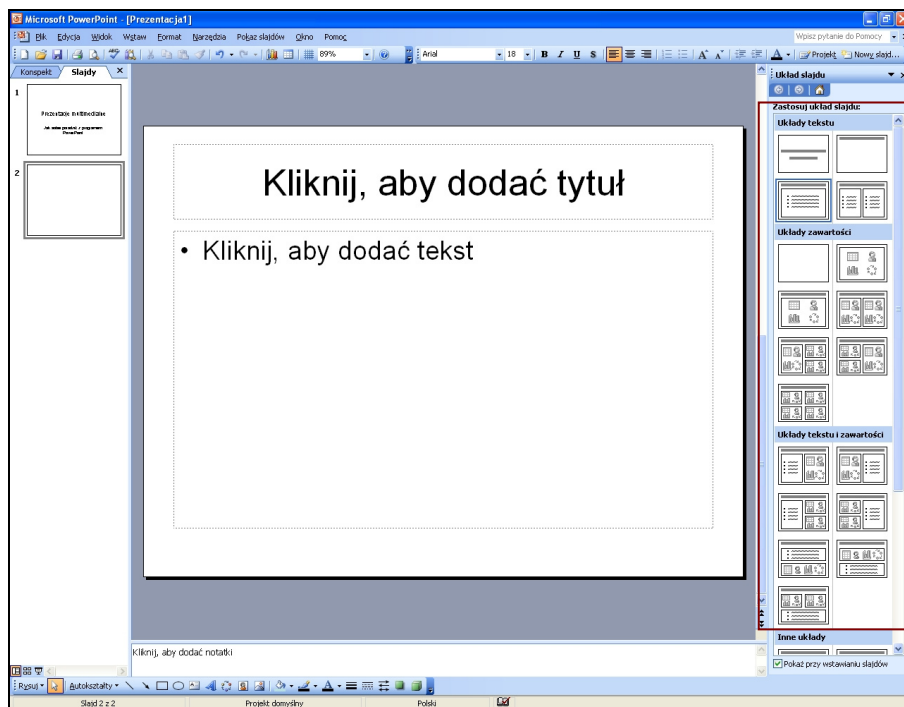 Microsoft PowerPoint - [Prezentacja1]
Plik Edycja Widok Wstaw Format Narzędzia Pokaz slajdów Okno Pomoc
Wpisz pytanie do Pomocy
89% Arial 18 B I U S A A A Projekt Nowy slajd...
Konspekt Slajdy X
Układ slajdu
Zastosuj układ slajdu:
Układy tekstu
1
Prezentacje multimedialne
PowerPoint
2
Kliknij, aby dodać tytuł
• Kliknij, aby dodać tekst
Układy zawartości
Układy tekstu i zawartości
Inne układy
Pokaż przy wstawianiu slajdów
Kliknij, aby dodać notatki
Rysuj Autokształty A
Slajd 2 z 2 Projekt domyślny Polski